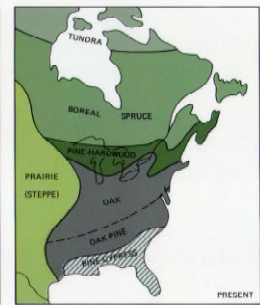 TUNDRA
BOREAL SPRUCE
PINE-HARDWOOD
PRAIRIE
(STEPPE)
OAK
OAK PINE
PINE CYPRESS
PRESENT